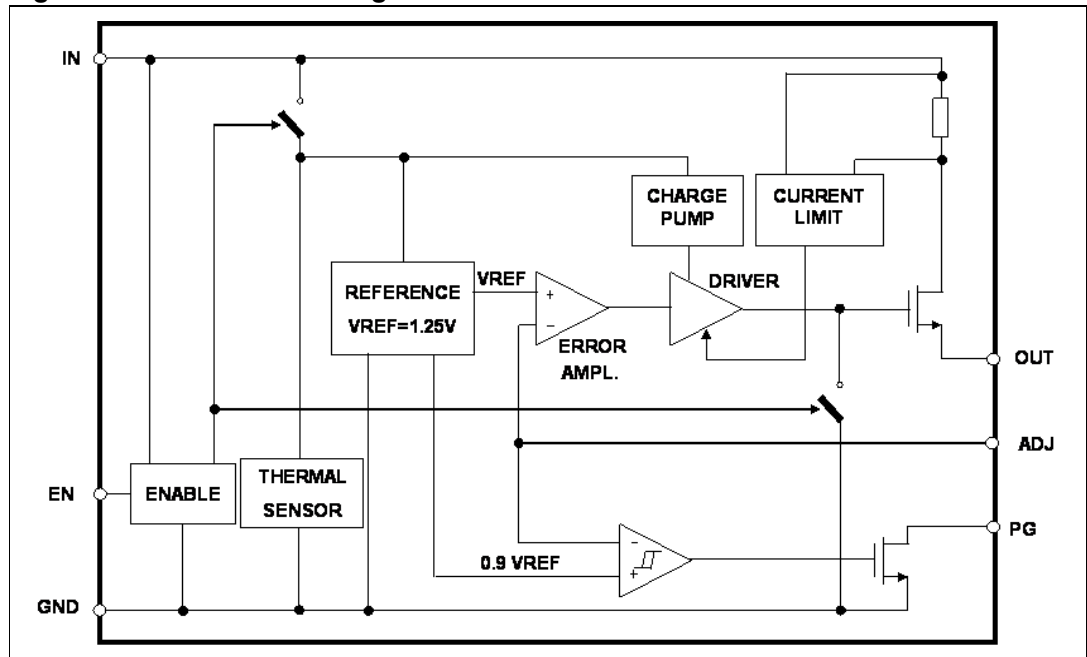 IN
CHARGE
PUMP
CURRENT
LIMIT
REFERENCE
VREF=1.25V
VREF
+
−
ERROR
AMPL.
DRIVER
OUT
ADJ
EN
ENABLE
THERMAL
SENSOR
0.9 VREF
−
+
PG
GND